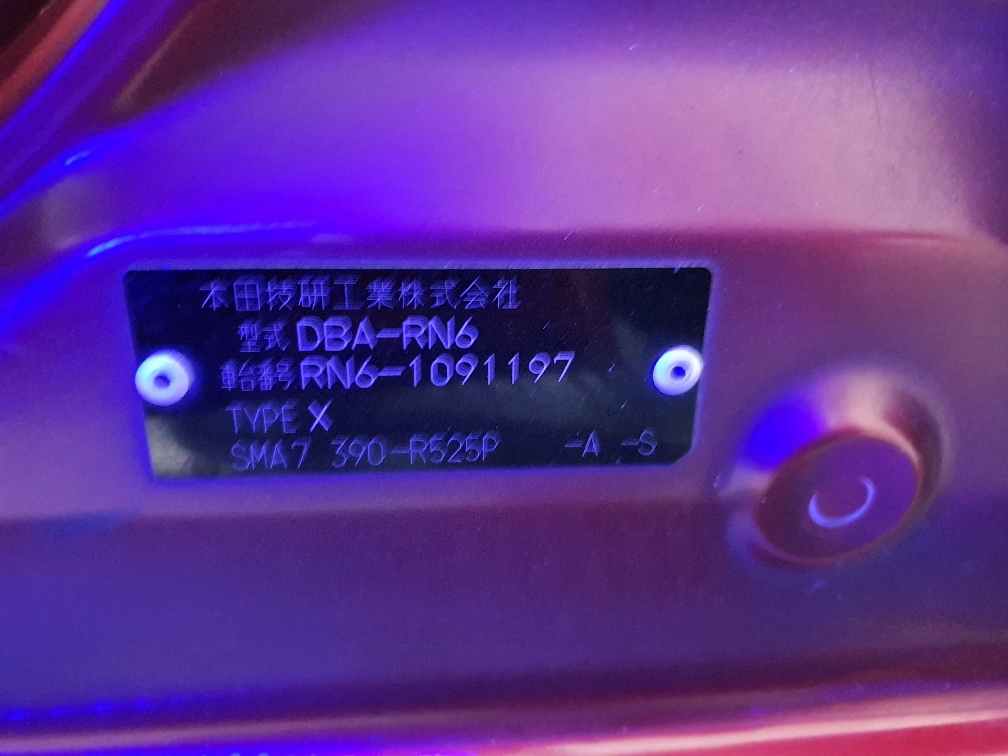 本田技研工業株式会社
型式 DBA-RN6
車台番号 RN6-1091197
TYPE X
SMA7 390-R525P -A -S